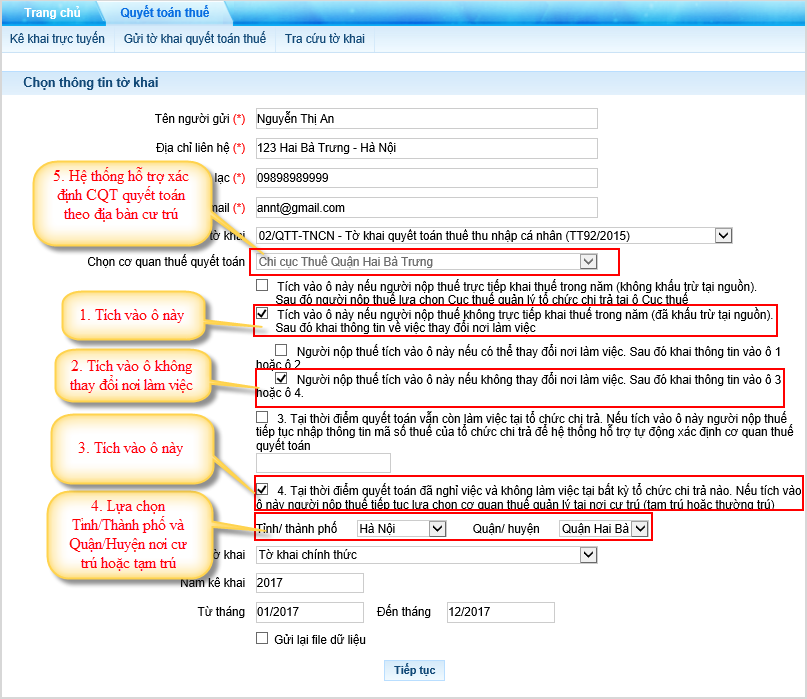 Trang chủ Quyết toán thuế
Kê khai trực tuyến Gửi tờ khai quyết toán thuế Tra cứu tờ khai
Chọn thông tin tờ khai
Tên người gửi (*) Nguyễn Thị An
Địa chỉ liên hệ (*) 123 Hai Bà Trưng - Hà Nội
5. Hệ thống hỗ trợ xác
định CQT quyết toán
theo địa bàn cư trú
lạc (*) 09898989999
mail (*) annt@gmail.com
tờ khai 02/QTT-TNCN - Tờ khai quyết toán thuế thu nhập cá nhân (TT92/2015)
Chọn cơ quan thuế quyết toán Chi cục Thuế Quận Hai Bà Trưng
Tích vào ô này nếu người nộp thuế trực tiếp khai thuế trong năm (không khấu trừ tại nguồn).
Sau đó người nộp thuế lựa chọn Cục thuế quản lý tổ chức chi trả tại ô Cục thuế
1. Tích vào ô này
Tích vào ô này nếu người nộp thuế không trực tiếp khai thuế trong năm (đã khấu trừ tại nguồn).
Sau đó khai thông tin về việc thay đổi nơi làm việc
Người nộp thuế tích vào ô này nếu có thể thay đổi nơi làm việc. Sau đó khai thông tin vào ô 1
hoặc ô 2
2. Tích vào ô không
thay đổi nơi làm việc
Người nộp thuế tích vào ô này nếu không thay đổi nơi làm việc. Sau đó khai thông tin vào ô 3
hoặc ô 4.
3. Tại thời điểm quyết toán vẫn còn làm việc tại tổ chức chi trả. Nếu tích vào ô này người nộp thuế
tiếp tục nhập thông tin mã số thuế của tổ chức chi trả để hệ thống hỗ trợ tự động xác định cơ quan thuế
quyết toán
3. Tích vào ô này
4. Tại thời điểm quyết toán đã nghỉ việc và không làm việc tại bất kỳ tổ chức chi trả nào. Nếu tích vào
ô này người nộp thuế tiếp tục lựa chọn cơ quan thuế quản lý tại nơi cư trú (tạm trú hoặc thường trú)
4. Lựa chọn
Tỉnh/Thành phố và
Quận/Huyện nơi cư
trú hoặc tạm trú
Tỉnh/ thành phố Hà Nội Quận/ huyện Quận Hai Bà
tờ khai Tờ khai chính thức
Năm kê khai 2017
Từ tháng 01/2017 Đến tháng 12/2017
Gửi lại file dữ liệu
Tiếp tục